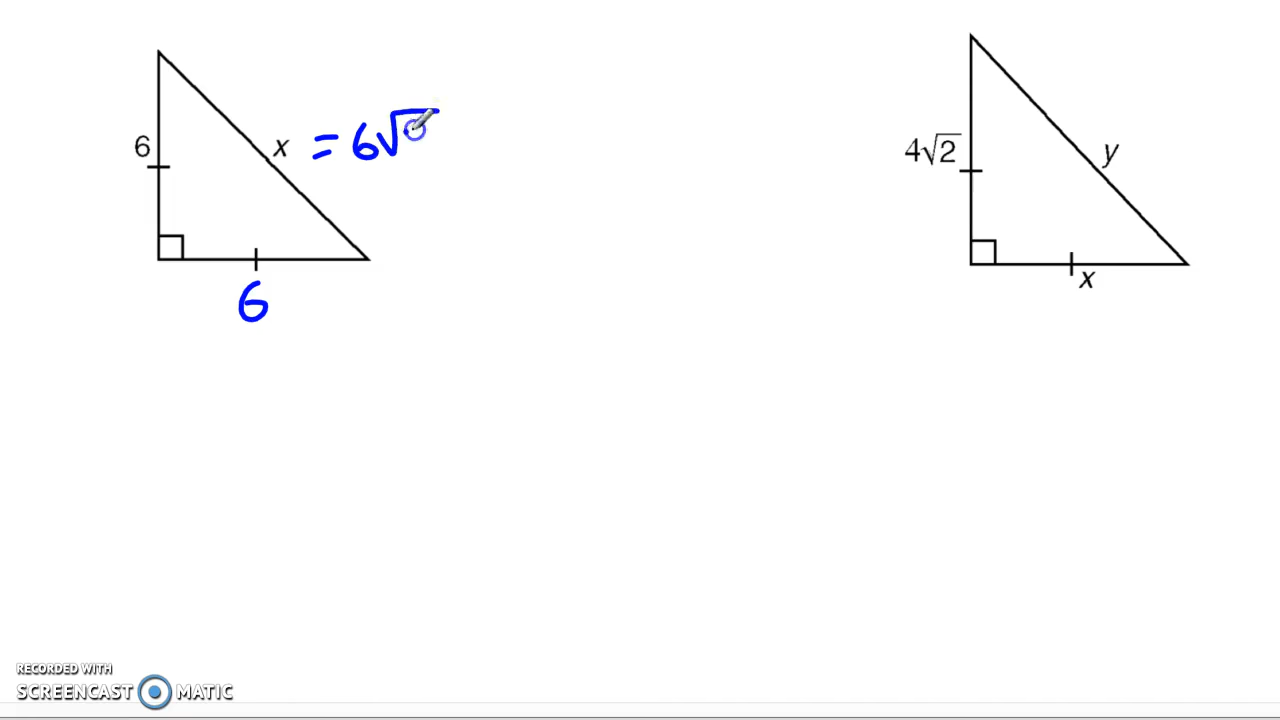 6
x = 6√
6
4√2
y
x
RECORDED WITH
SCREENCAST MATIC